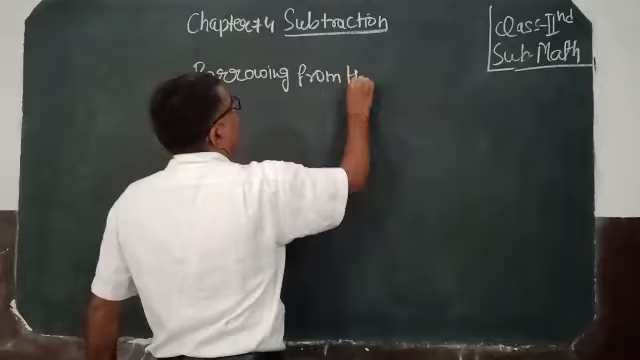 Chapter-4 Subtraction
Class-IInd
Sub-Math
Borrowing from H